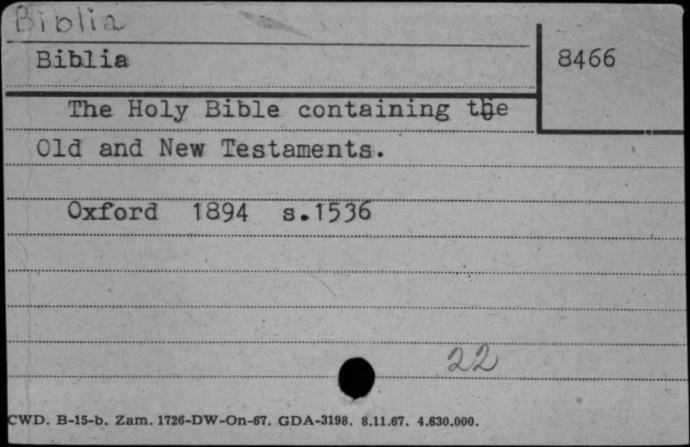 Biblia
Biblia 8466
The Holy Bible containing the
Old and New Testaments.
Oxford 1894 s.1536
22
CWD. B-15-b. Zam. 1726-DW-On-67. GDA-3198. 8.11.67. 4.630.000.